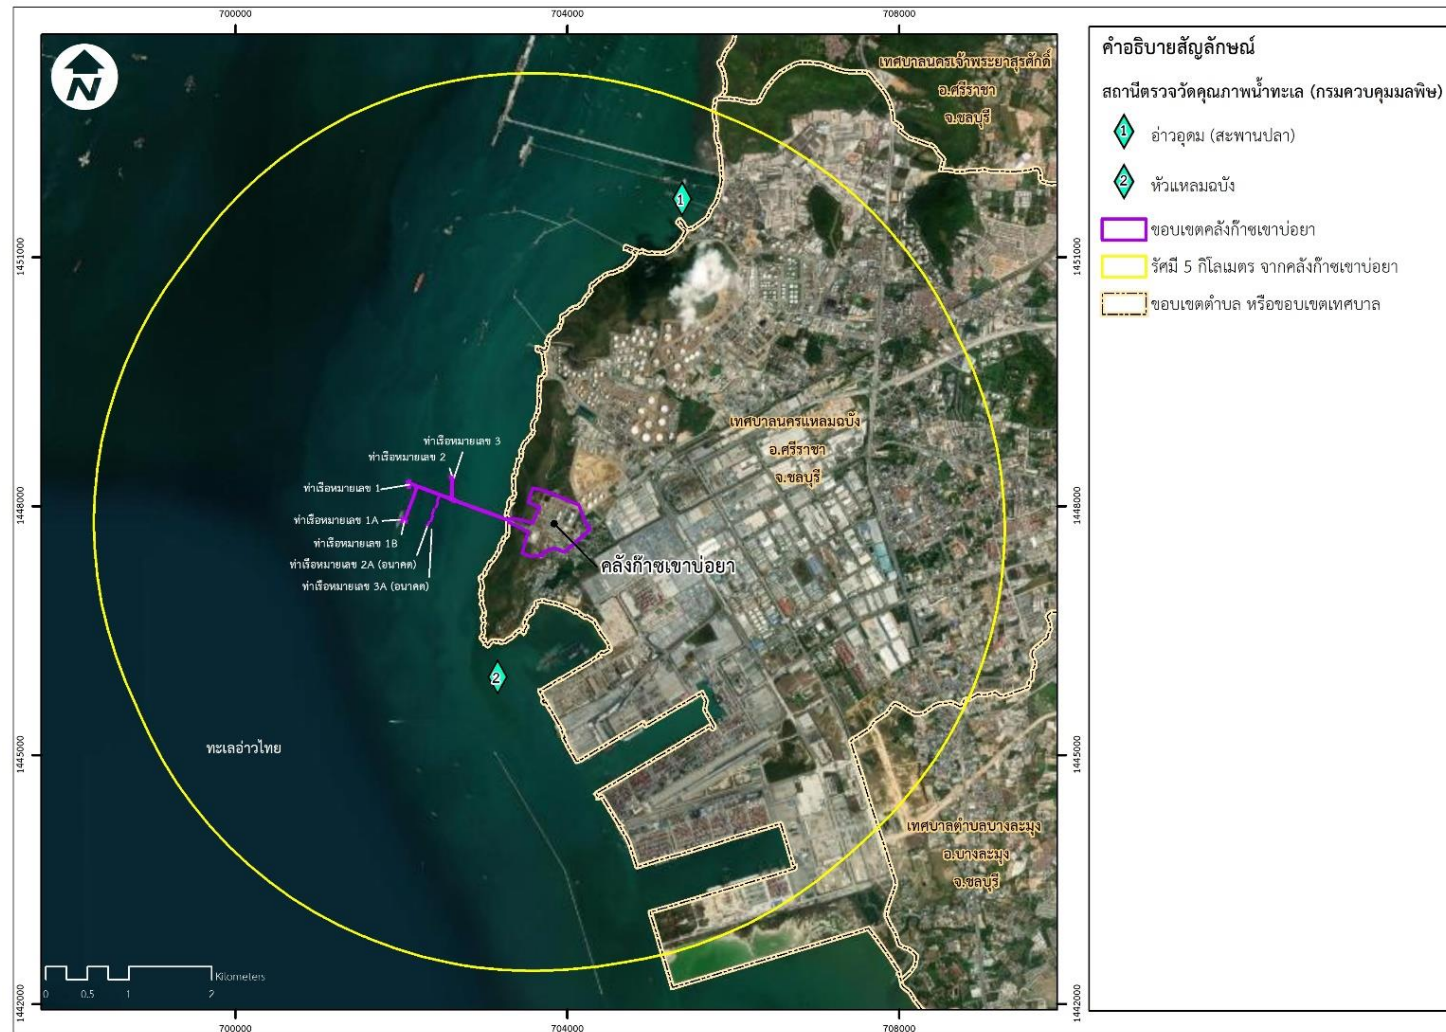 700000
704000
708000
N
เทศบาลนครเจ้าพระยาสุรศักดิ์
อ.ศรีราชา
จ.ชลบุรี
1
1451000
1451000
เทศบาลนครแหลมฉบัง
อ.ศรีราชา
จ.ชลบุรี
ท่าเรือหมายเลข 3
ท่าเรือหมายเลข 2
ท่าเรือหมายเลข 1
ท่าเรือหมายเลข 1A
ท่าเรือหมายเลข 1B
ท่าเรือหมายเลข 2A (อนาคต)
ท่าเรือหมายเลข 3A (อนาคต)
1448000
1448000
คลังก๊าซเขาบ่อยา
2
ทะเลอ่าวไทย
1445000
1445000
เทศบาลตำบลบางละมุง
อ.บางละมุง
จ.ชลบุรี
Kilometers
0 0.5 1 2
1442000
1442000
700000
704000
708000
คำอธิบายสัญลักษณ์
สถานีตรวจวัดคุณภาพน้ำทะเล (กรมควบคุมมลพิษ)
1 อ่าวอุดม (สะพานปลา)
2 หัวแหลมฉบัง
ขอบเขตคลังก๊าซเขาบ่อยา
รัศมี 5 กิโลเมตร จากคลังก๊าซเขาบ่อยา
ขอบเขตตำบล หรือขอบเขตเทศบาล